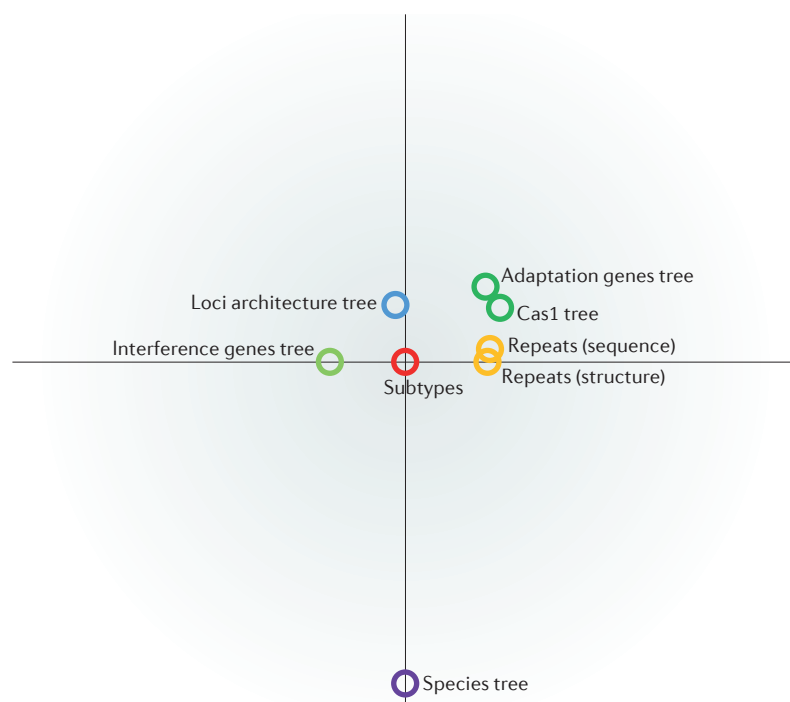 Adaptation genes tree
Loci architecture tree
Cas1 tree
Interference genes tree
Repeats (sequence)
Repeats (structure)
Subtypes
Species tree